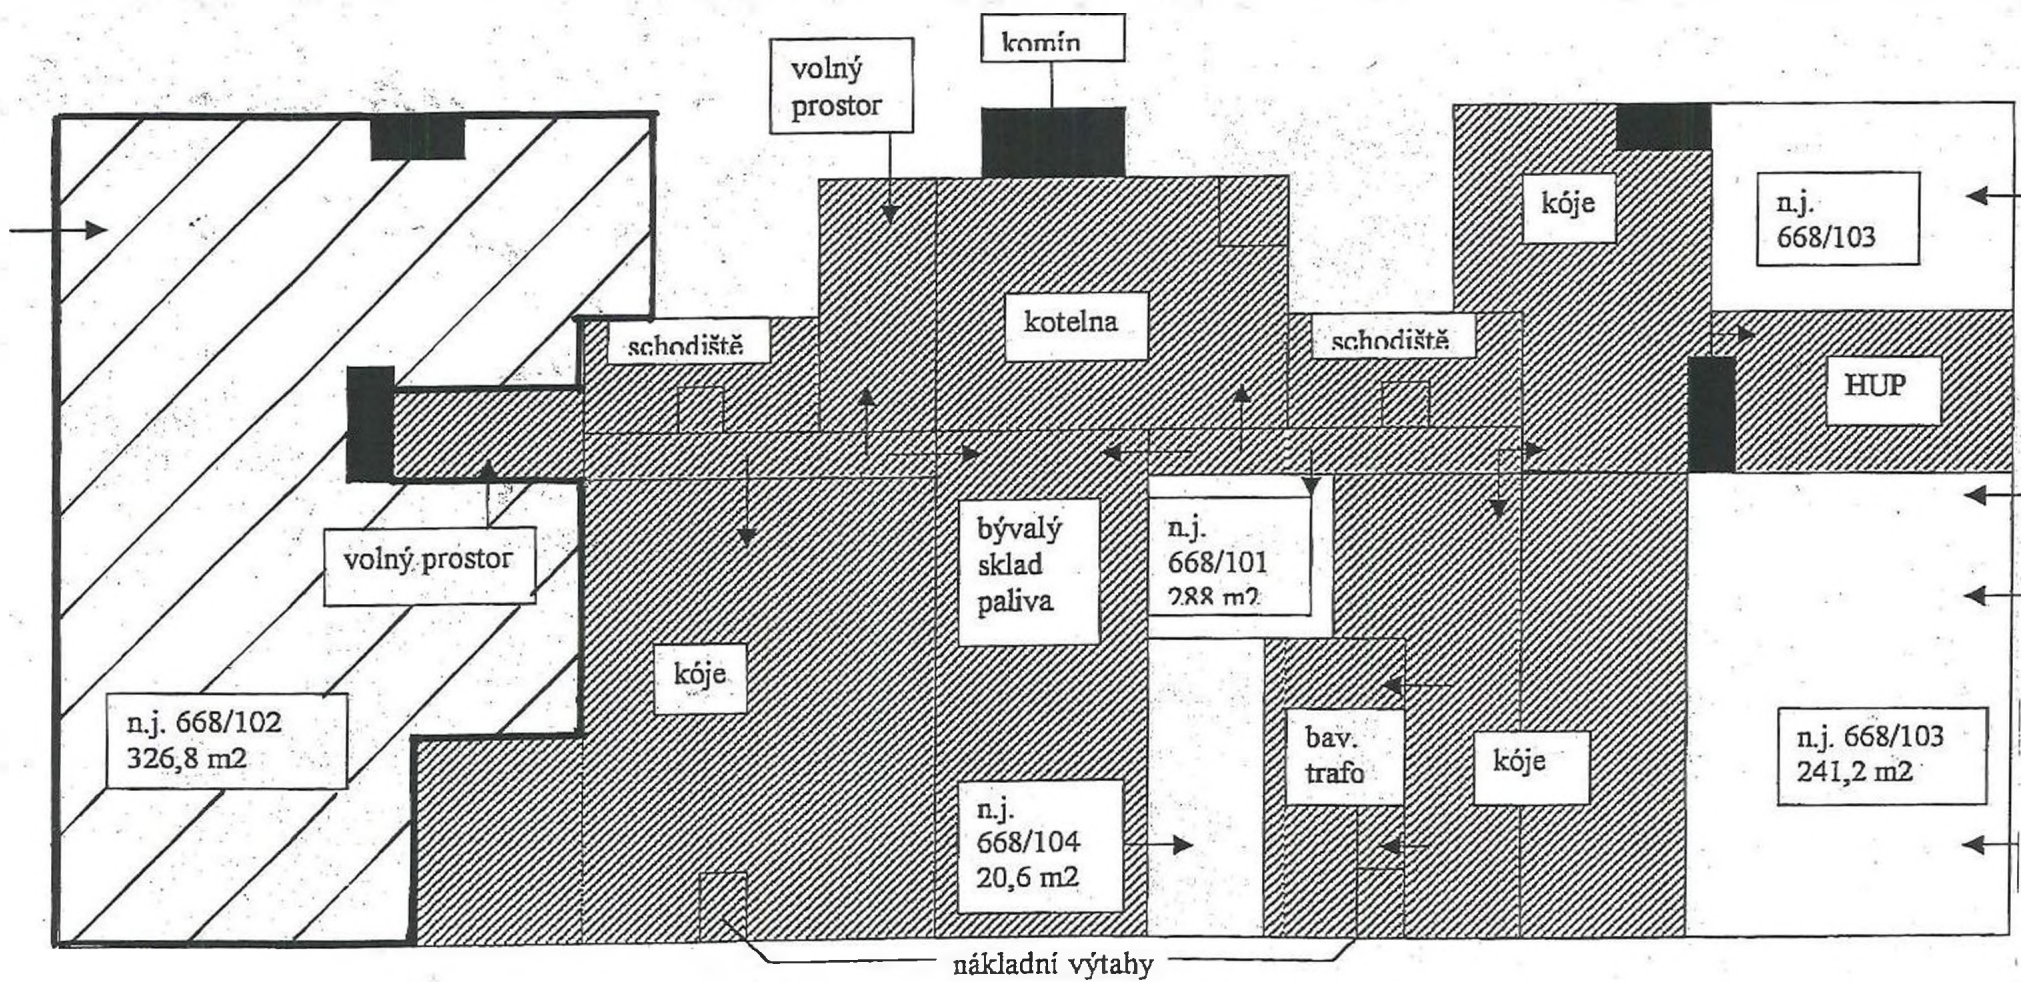 komín
volný
prostor
kóje
n.j.
668/103
schodiště
kotelna
schodiště
HUP
volný prostor
bývalý
sklad
paliva
n.j.
668/101
288 m2
kóje
n.j. 668/102
326,8 m2
bav.
trafo
kóje
n.j. 668/103
241,2 m2
n.j.
668/104
20,6 m2
nákladní výtahy